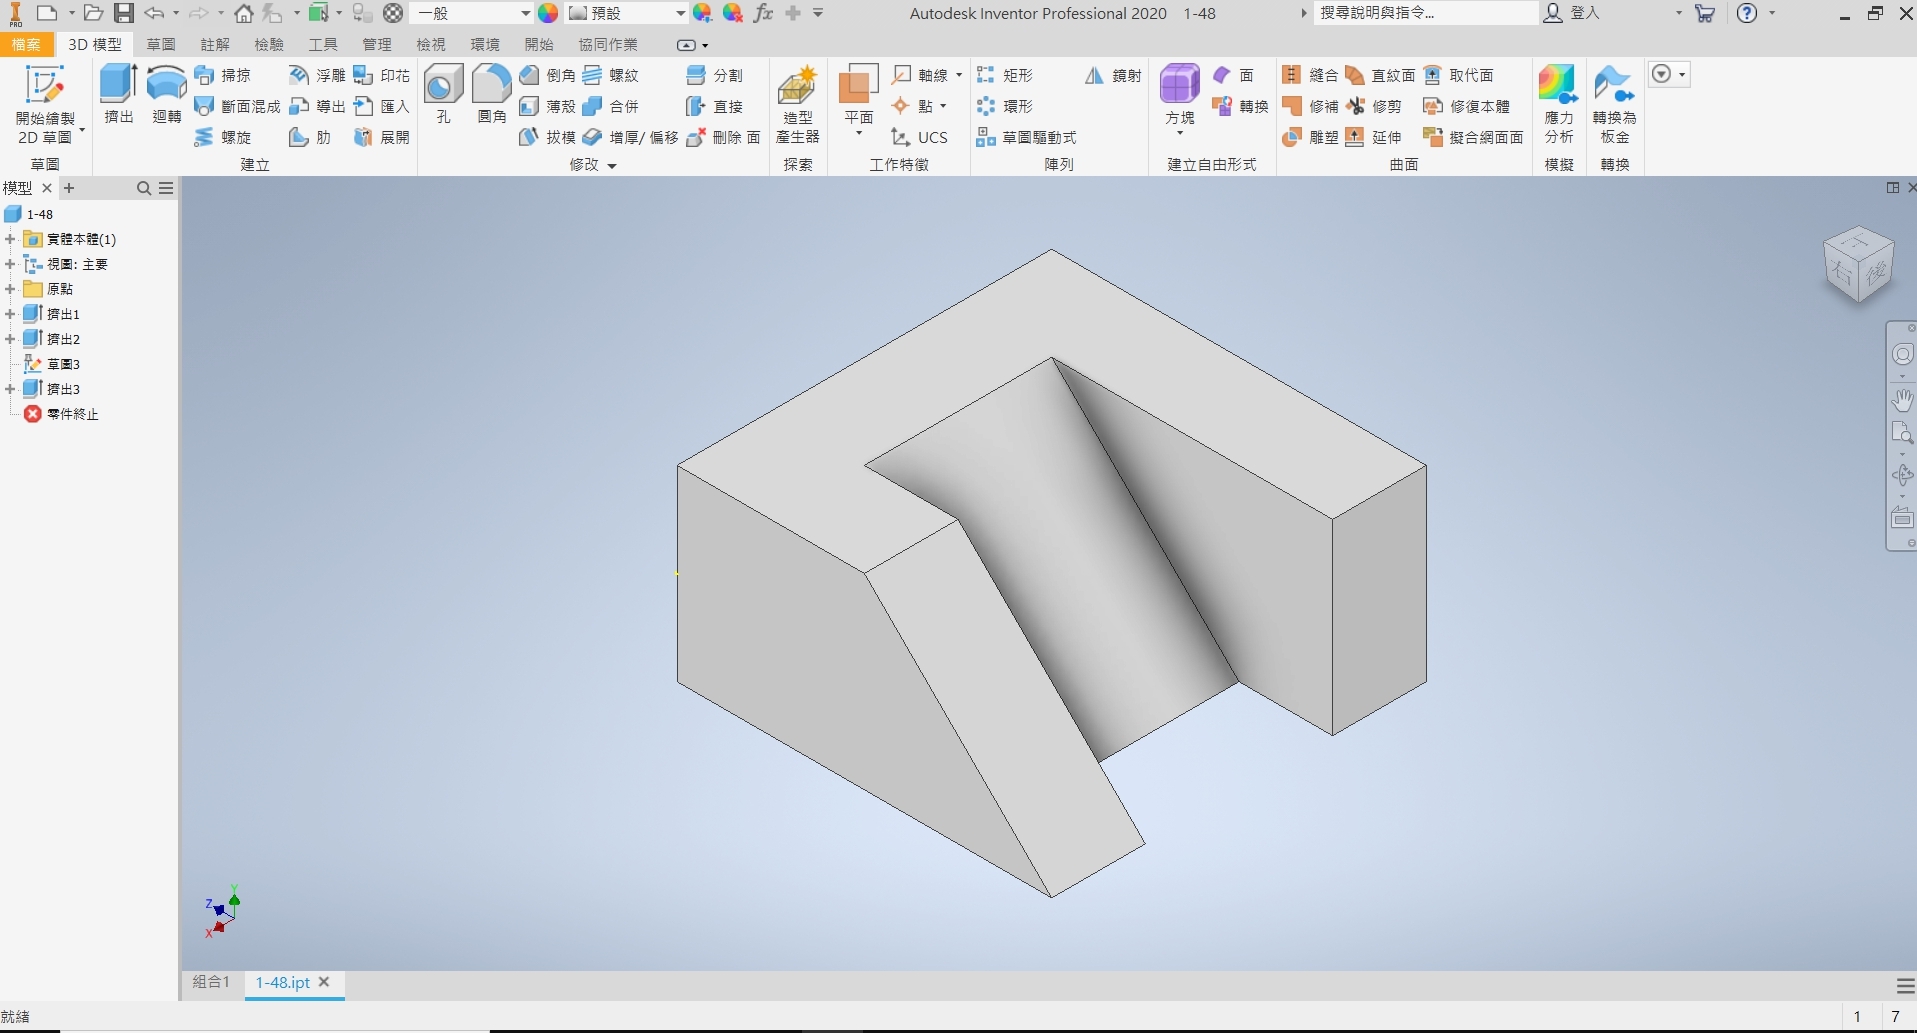 PRO 一般 預設 fx Autodesk Inventor Professional 2020 1-48 搜尋說明與指令... 登入
檔案 3D 模型 草圖 註解 檢驗 工具 管理 檢視 環境 開始 協同作業
開始繪製
2D 草圖
草圖
擠出 迴轉 掃掠 浮雕 印花
斷面混成 導出 匯入
螺旋 肋 展開
建立
孔 圓角 倒角 螺紋 分割
薄殼 合併 直接
拔模 增厚/ 偏移 刪除 面
修改
造型
產生器
探索
平面 軸線
點
UCS
工作特徵
矩形 鏡射
環形
草圖驅動式
陣列
方塊 面
轉換
建立自由形式
縫合 直紋面 取代面
修補 修剪 修復本體
雕塑 延伸 擬合網面面
曲面
應力
分析
模擬
轉換為
板金
轉換
模型
1-48
實體本體(1)
視圖: 主要
原點
擠出1
擠出2
草圖3
擠出3
零件終止
上
右 後
Y
Z
X
組合1 1-48.ipt
就緒 1 7